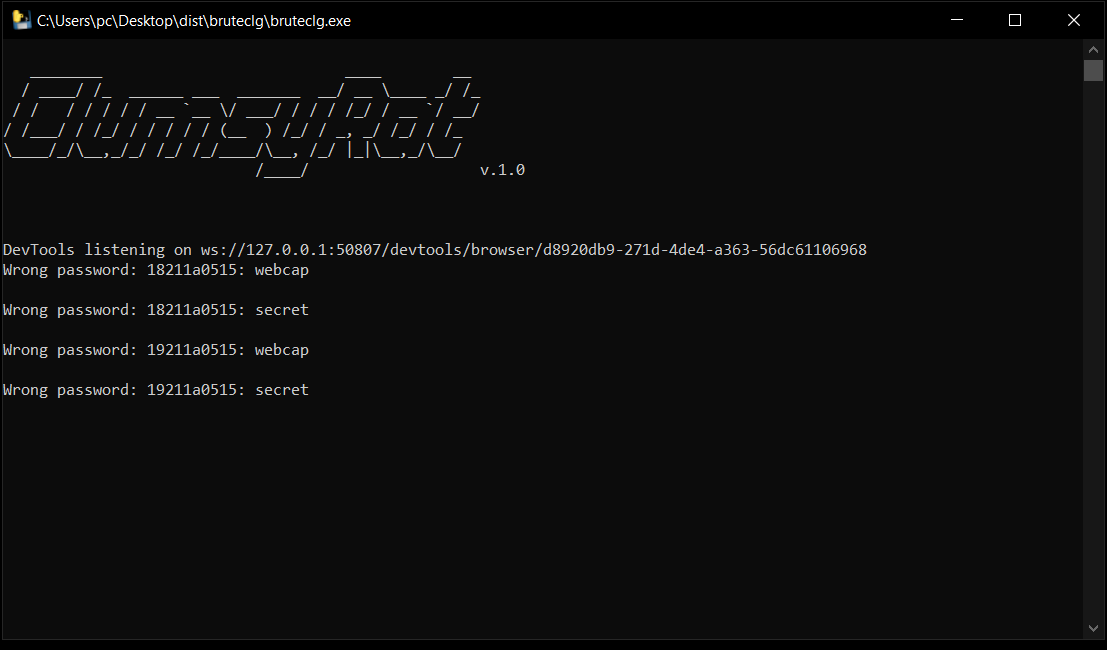 C:\Users\pc\Desktop\dist\bruteclg\bruteclg.exe
ClumsyRat
v.1.0
DevTools listening on ws://127.0.0.1:50807/devtools/browser/d8920db9-271d-4de4-a363-56dc61106968
Wrong password: 18211a0515: webcap
Wrong password: 18211a0515: secret
Wrong password: 19211a0515: webcap
Wrong password: 19211a0515: secret